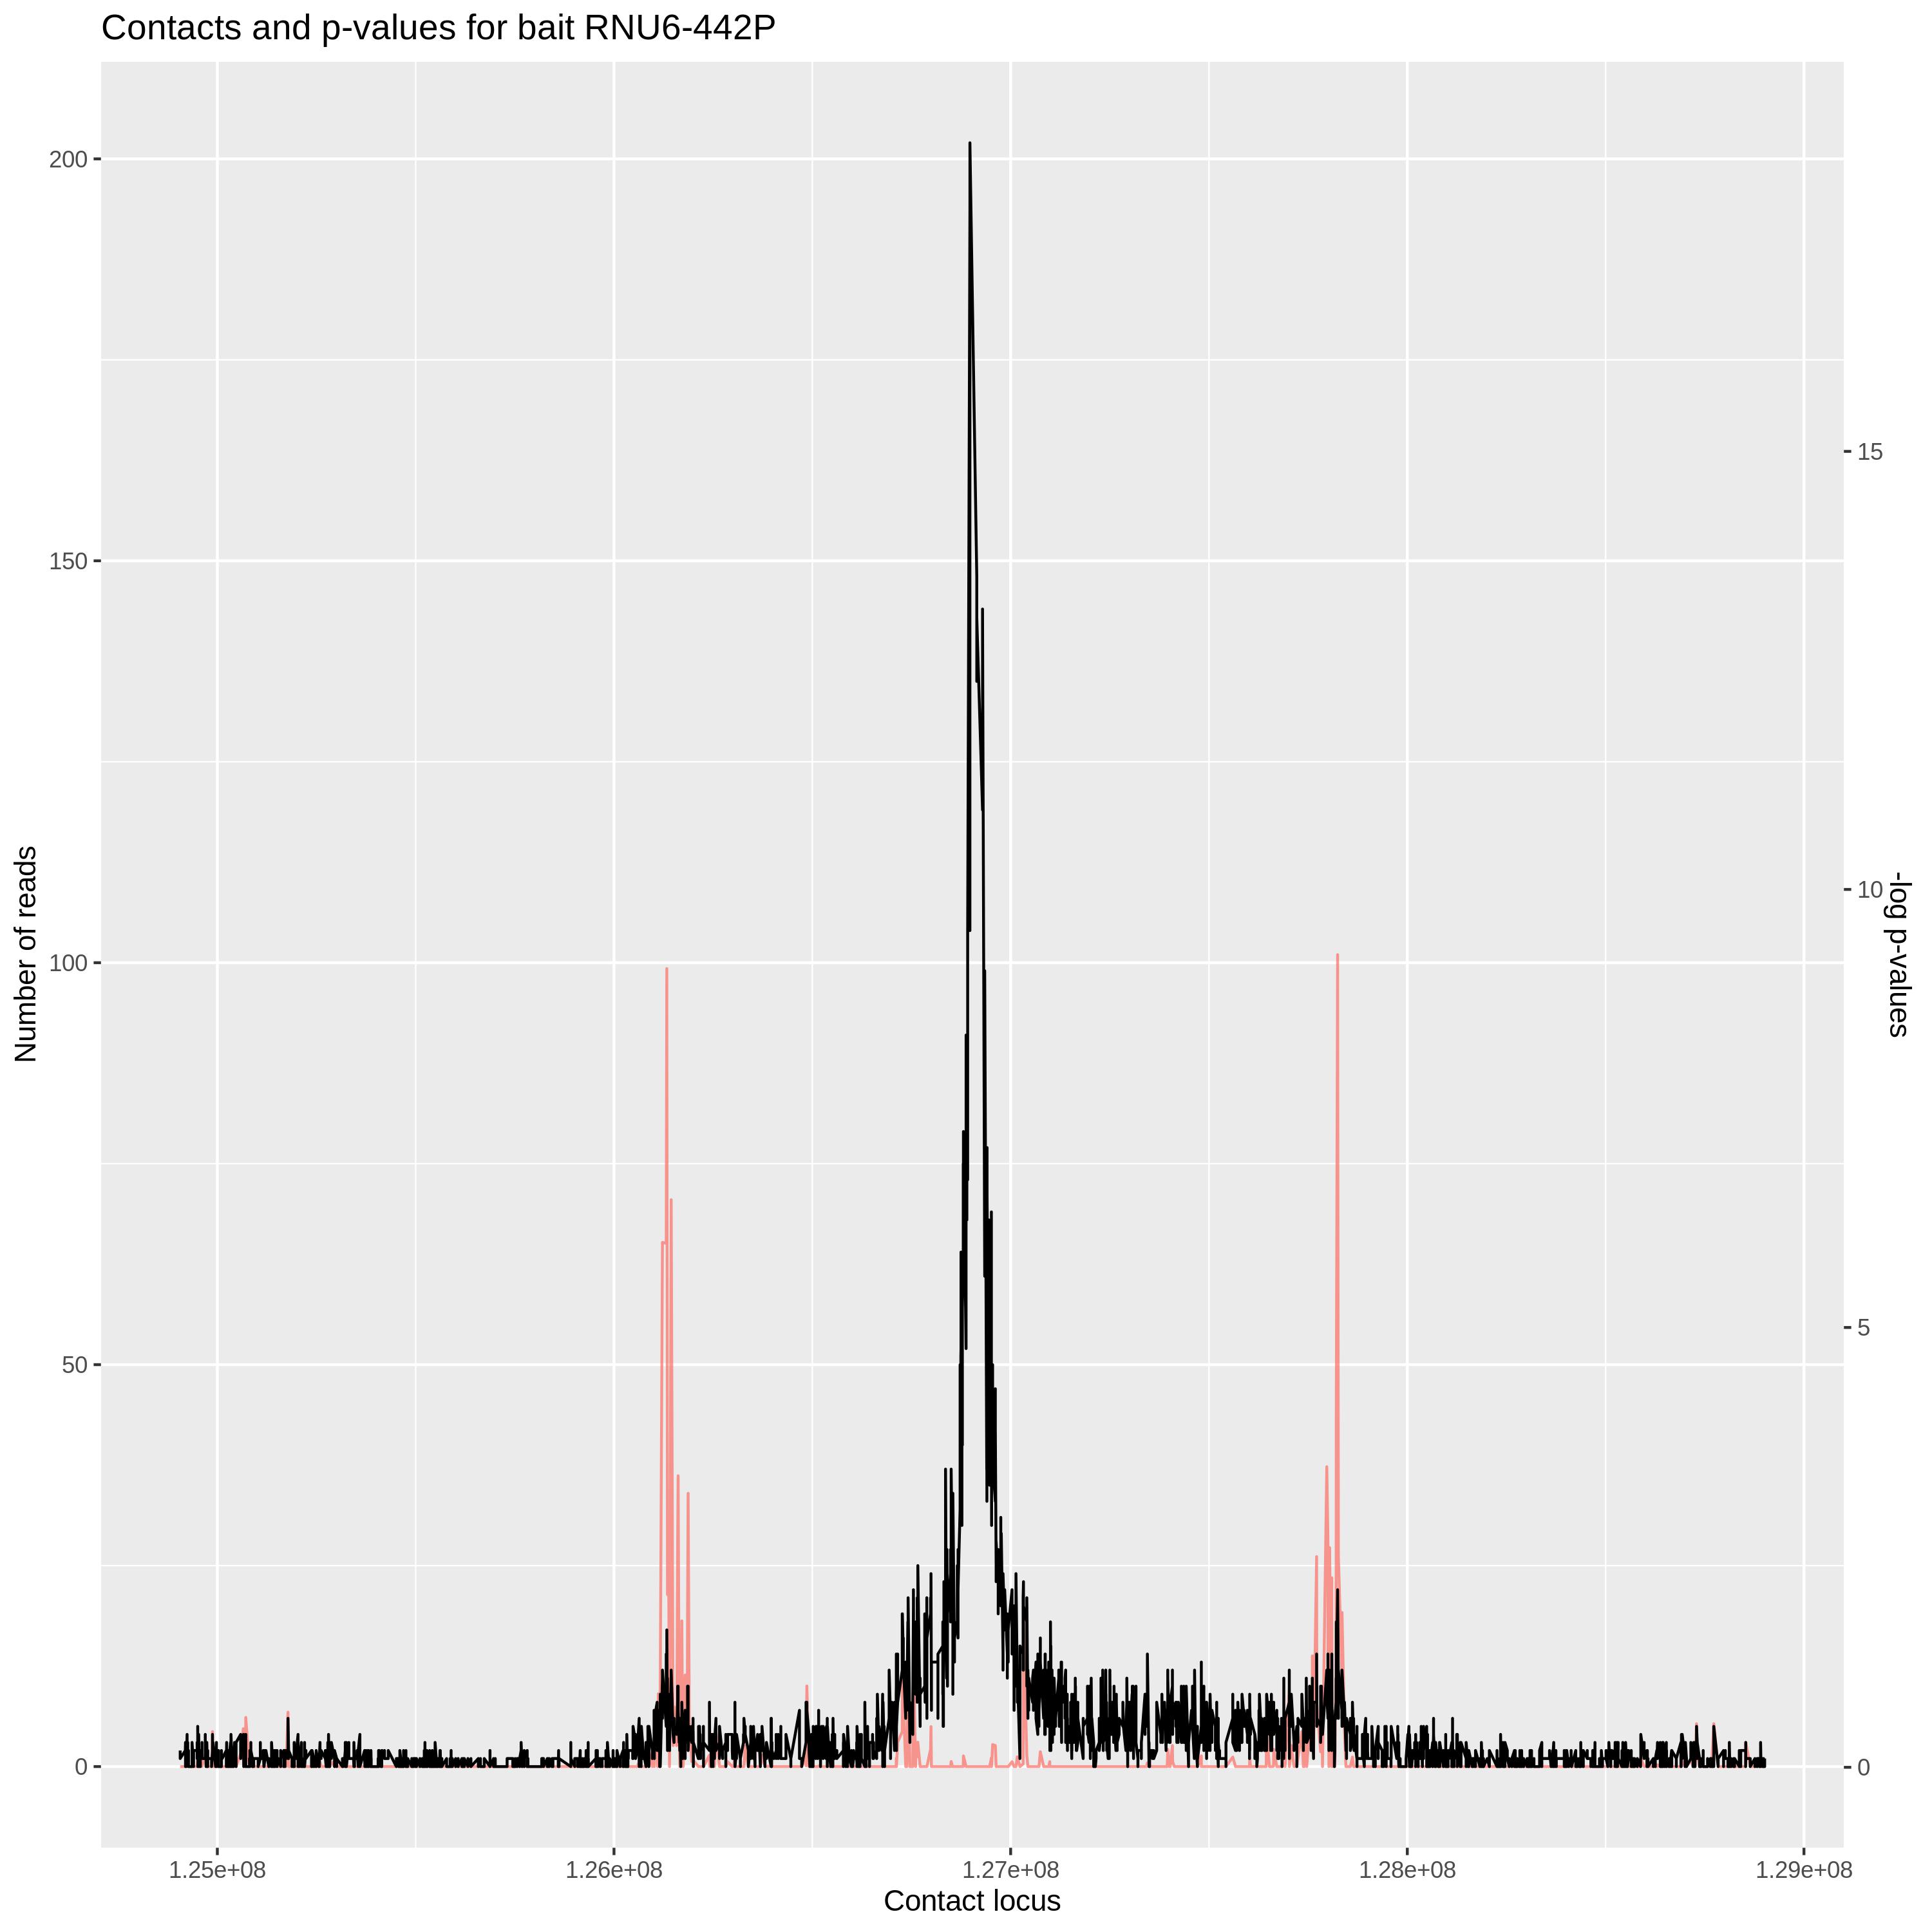 Contacts and p-values for bait RNU6-442P
200
150
100
50
0
Number of reads
15
10
5
0
-log p-values
1.25e+08
1.26e+08
1.27e+08
1.28e+08
1.29e+08
Contact locus